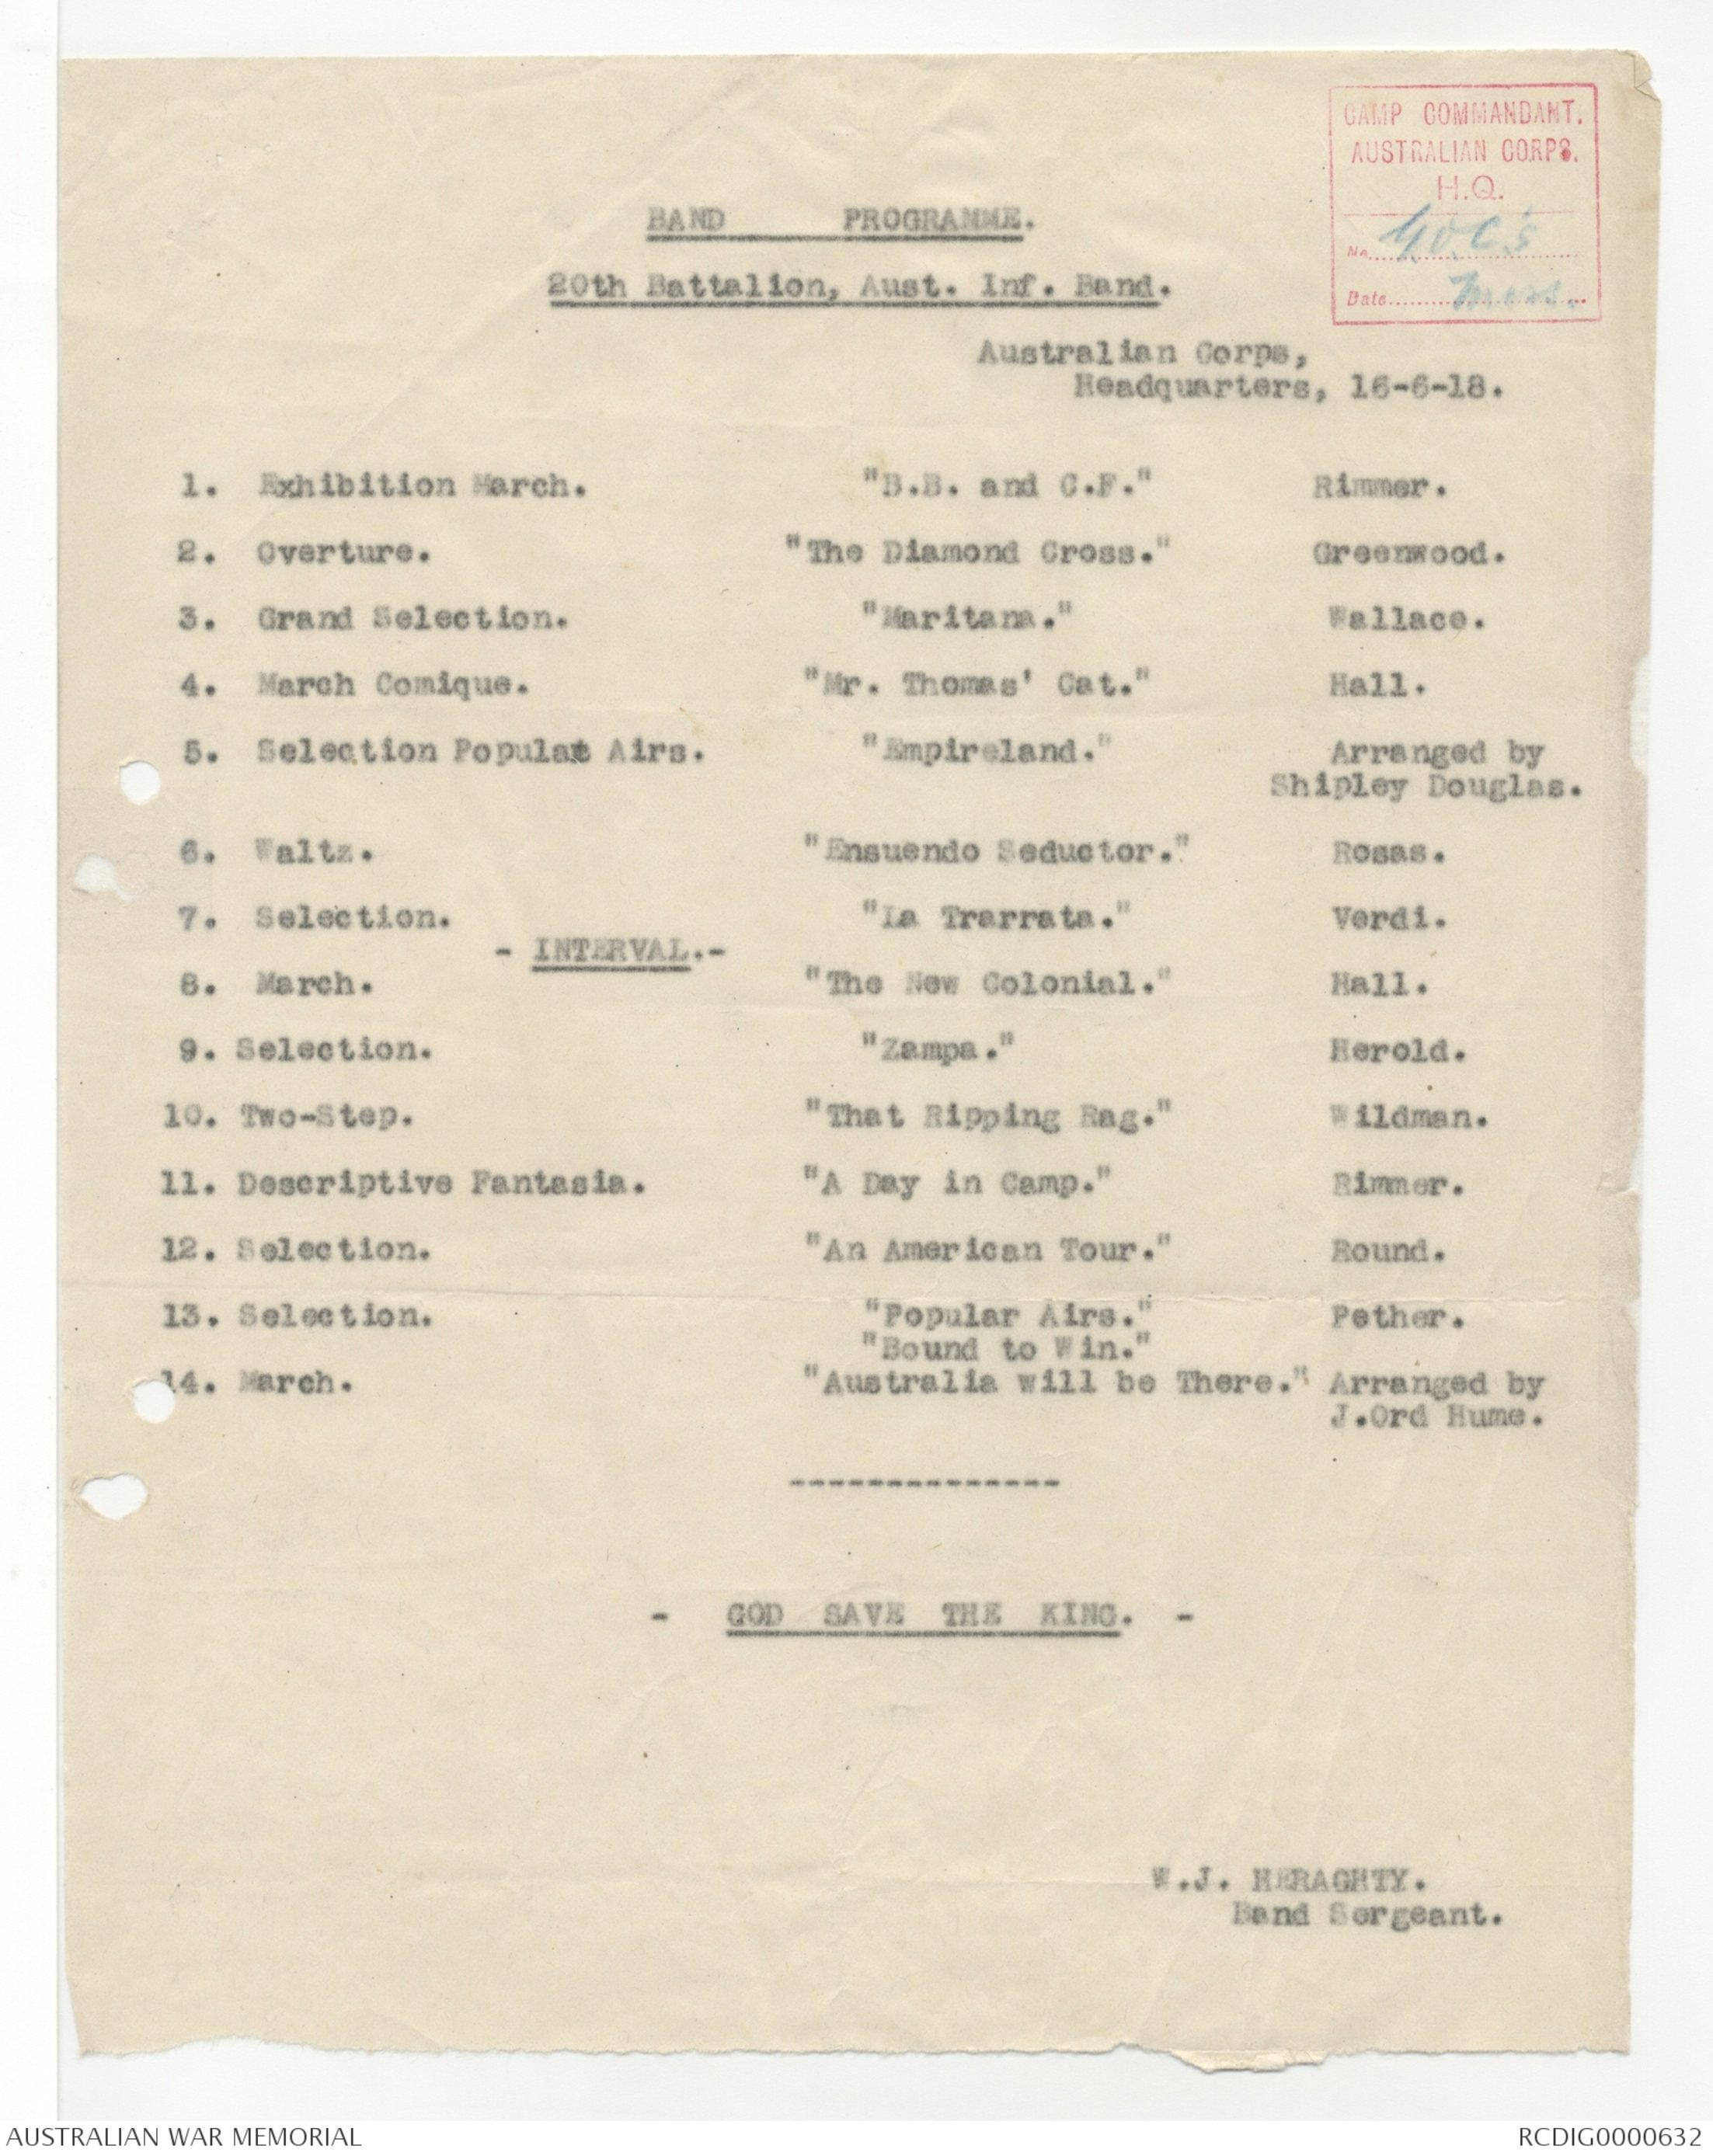 CAMP COMMANDANT.
AUSTRALIAN CORPS.
H.Q.
No. GOC's
Date. Mess.
BAND PROGRAMME.
20th Battalion, Aust. Inf. Band.
Australian Corps,
Headquarters, 16-6-18.
1. Exhibition March. "B.B. and C.F." Rimmer.
2. Overture. "The Diamond Cross." Greenwood.
3. Grand Selection. "Maritana." Wallace.
4. March Comique. "Mr. Thomas' Cat." Hall.
5. Selection Popular Airs. "Empireland." Arranged by
Shipley Douglas.
6. Waltz. "Ensuendo Seductor." Rosas.
7. Selection. "La Trarrata." Verdi.
- INTERVAL.-
8. March. "The New Colonial." Hall.
9. Selection. "Zampa." Herold.
10. Two-Step. "That Ripping Rag." Wildman.
11. Descriptive Fantasia. "A Day in Camp." Rimmer.
12. Selection. "An American Tour." Round.
13. Selection. "Popular Airs." Pether.
"Bound to Win."
14. March. "Australia will be There." Arranged by
J.Ord Hume.
--------------
- GOD SAVE THE KING. -
W.J. HERAGHTY.
Band Sergeant.
AUSTRALIAN WAR MEMORIAL RCDIG0000632